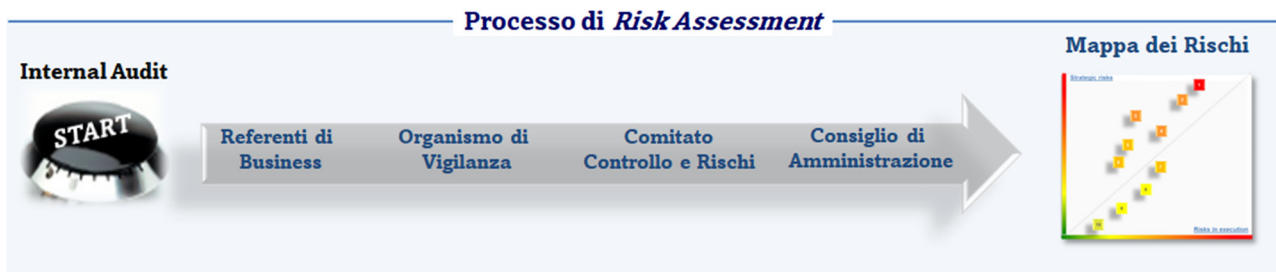 Processo di Risk Assessment
Mappa dei Rischi
Internal Audit
START
Referenti di
Business
Organismo di
Vigilanza
Comitato
Controllo e Rischi
Consiglio di
Amministrazione
Strategic risks
Risks in execution